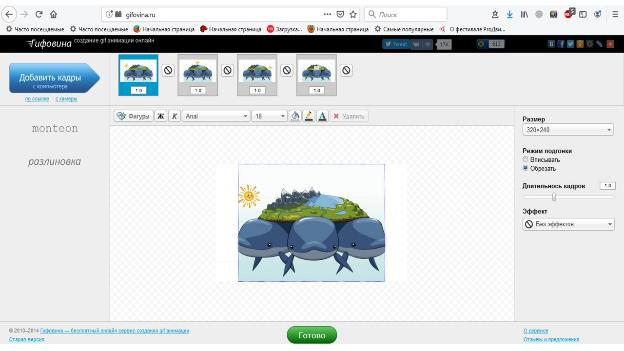 gifovina.ru
Поиск
Часто посещаемые Часто посещаемые Начальная страница Начальная страница Загрузка... Начальная страница Самые популярные О фестивале
Гифовина создание gif анимации онлайн
Добавить кадры
с компьютера
по ссылке с камеры
1.0 1.0 1.0 1.0
monteon
разлиновка
Фигуры Ж К Arial 18 А Удалить
Размер
320×240
Режим подгонки
Вписывать
Обрезать
Длительнось кадров 1.0
Эффект
Без эффектов
© 2010–2014 Гифовина — бесплатный онлайн сервис создания gif анимации
Старая версия
Готово
О сервисе
Отзывы и предложения